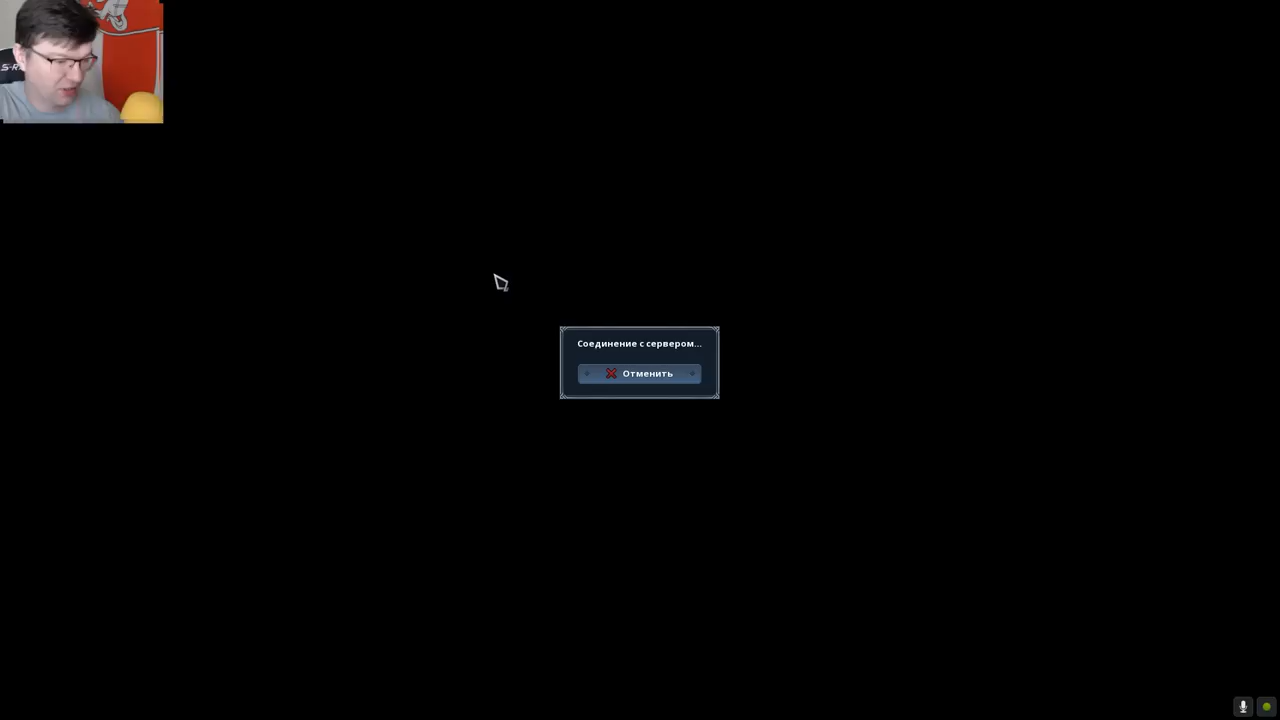 Соединение с сервером...
Отменить